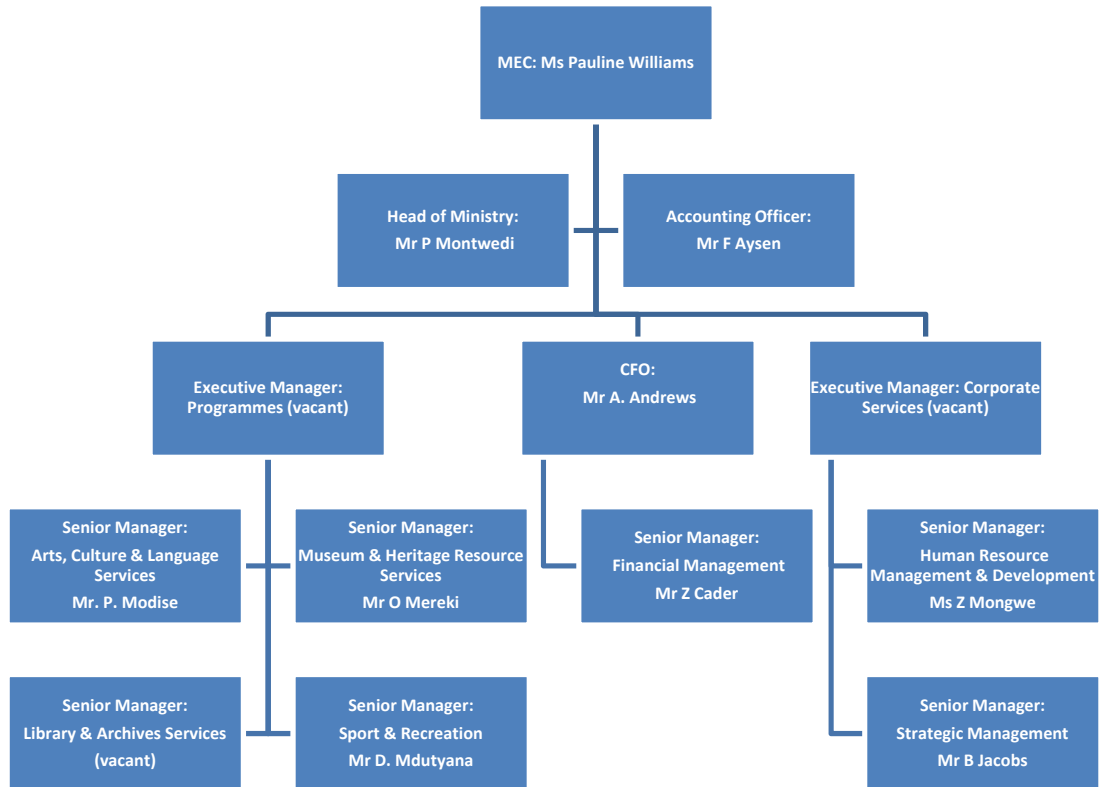 MEC: Ms Pauline Williams
Head of Ministry:
Mr P Montwedi
Accounting Officer:
Mr F Aysen
Executive Manager:
Programmes (vacant)
CFO:
Mr A. Andrews
Executive Manager: Corporate
Services (vacant)
Senior Manager:
Arts, Culture & Language
Services
Mr. P. Modise
Senior Manager:
Museum & Heritage Resource
Services
Mr O Mereki
Senior Manager:
Financial Management
Mr Z Cader
Senior Manager:
Human Resource
Management & Development
Ms Z Mongwe
Senior Manager:
Library & Archives Services
(vacant)
Senior Manager:
Sport & Recreation
Mr D. Mdutyana
Senior Manager:
Strategic Management
Mr B Jacobs